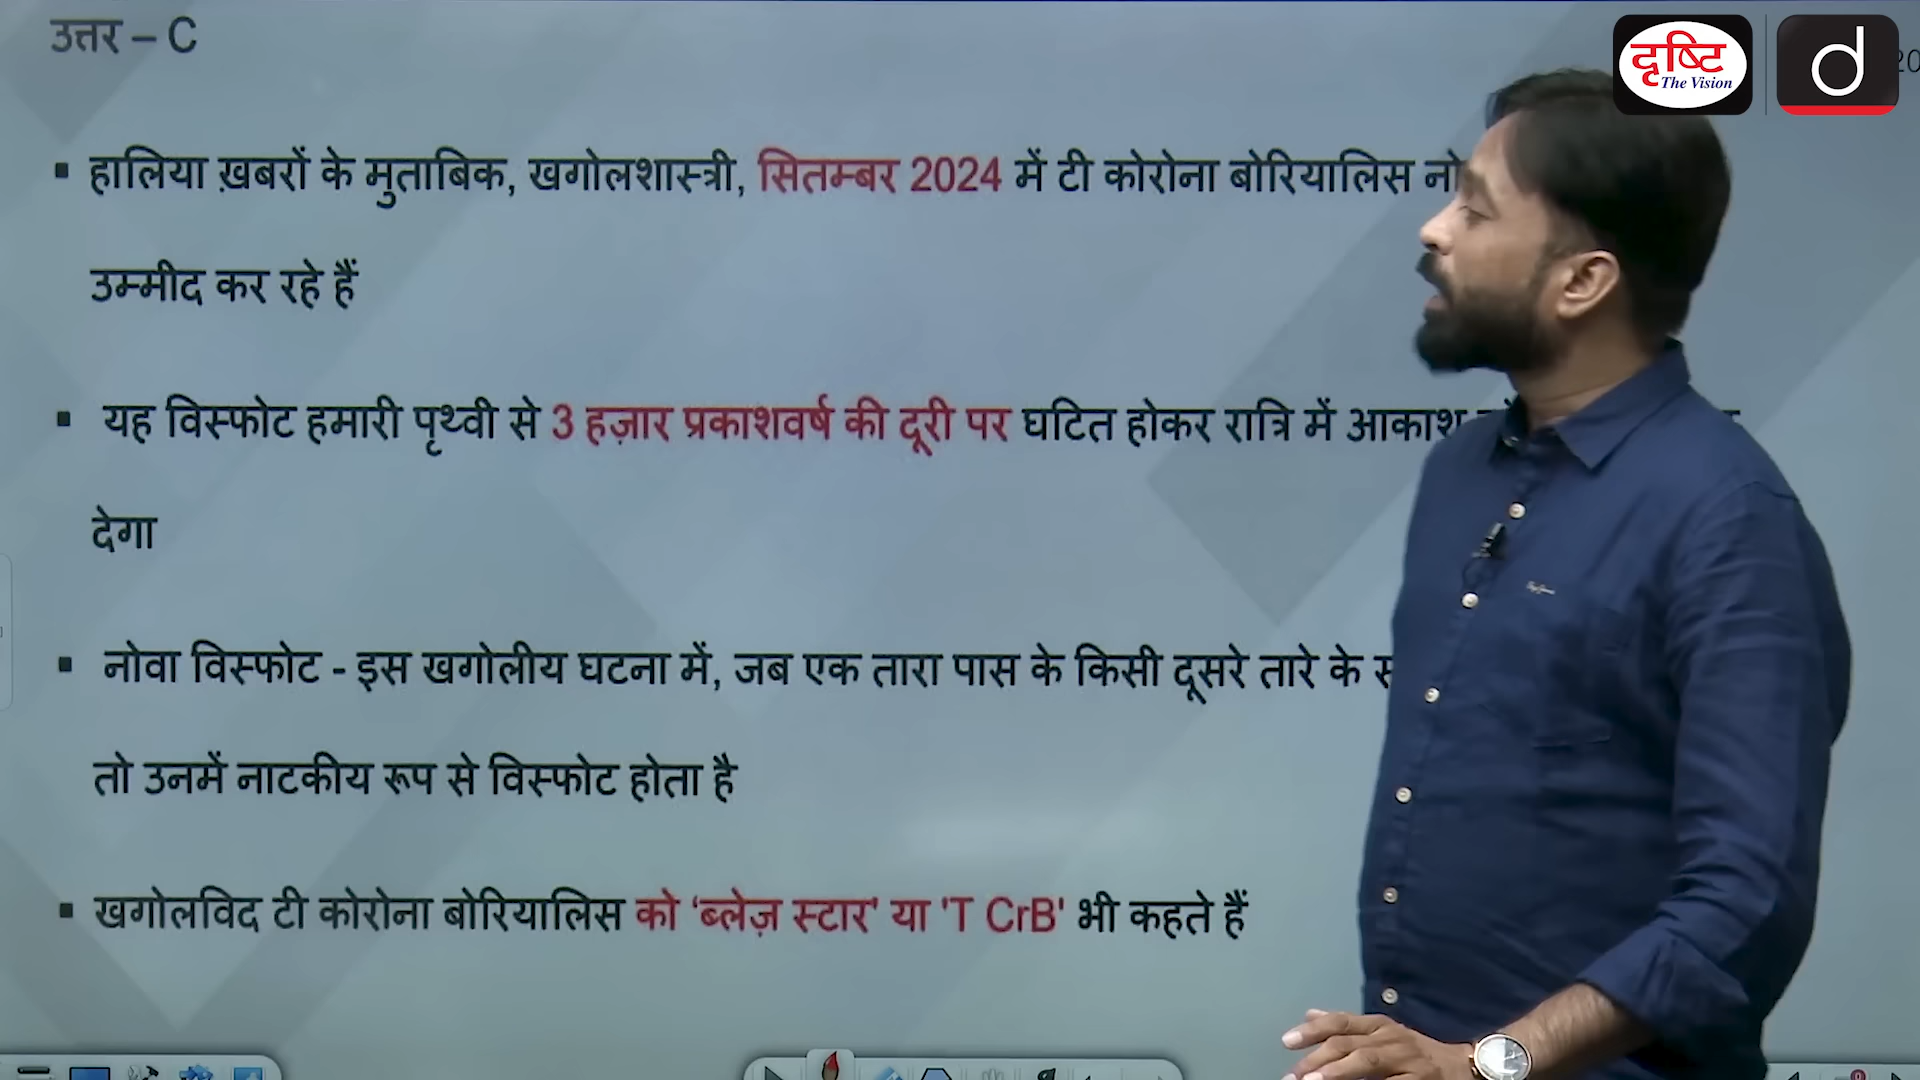 उत्तर – C
दृष्टि
The Vision
d
20
▪ हालिया ख़बरों के मुताबिक, खगोलशास्त्री, सितम्बर 2024 में टी कोरोना बोरियालिस
उम्मीद कर रहे हैं
▪ यह विस्फोट हमारी पृथ्वी से 3 हज़ार प्रकाशवर्ष की दूरी पर घटित होकर रात्रि में आकाश
देगा
▪ नोवा विस्फोट - इस खगोलीय घटना में, जब एक तारा पास के किसी दूसरे तारे के
तो उनमें नाटकीय रूप से विस्फोट होता है
▪ खगोलविद टी कोरोना बोरियालिस को ‘ब्लेज़ स्टार' या 'T CrB' भी कहते हैं